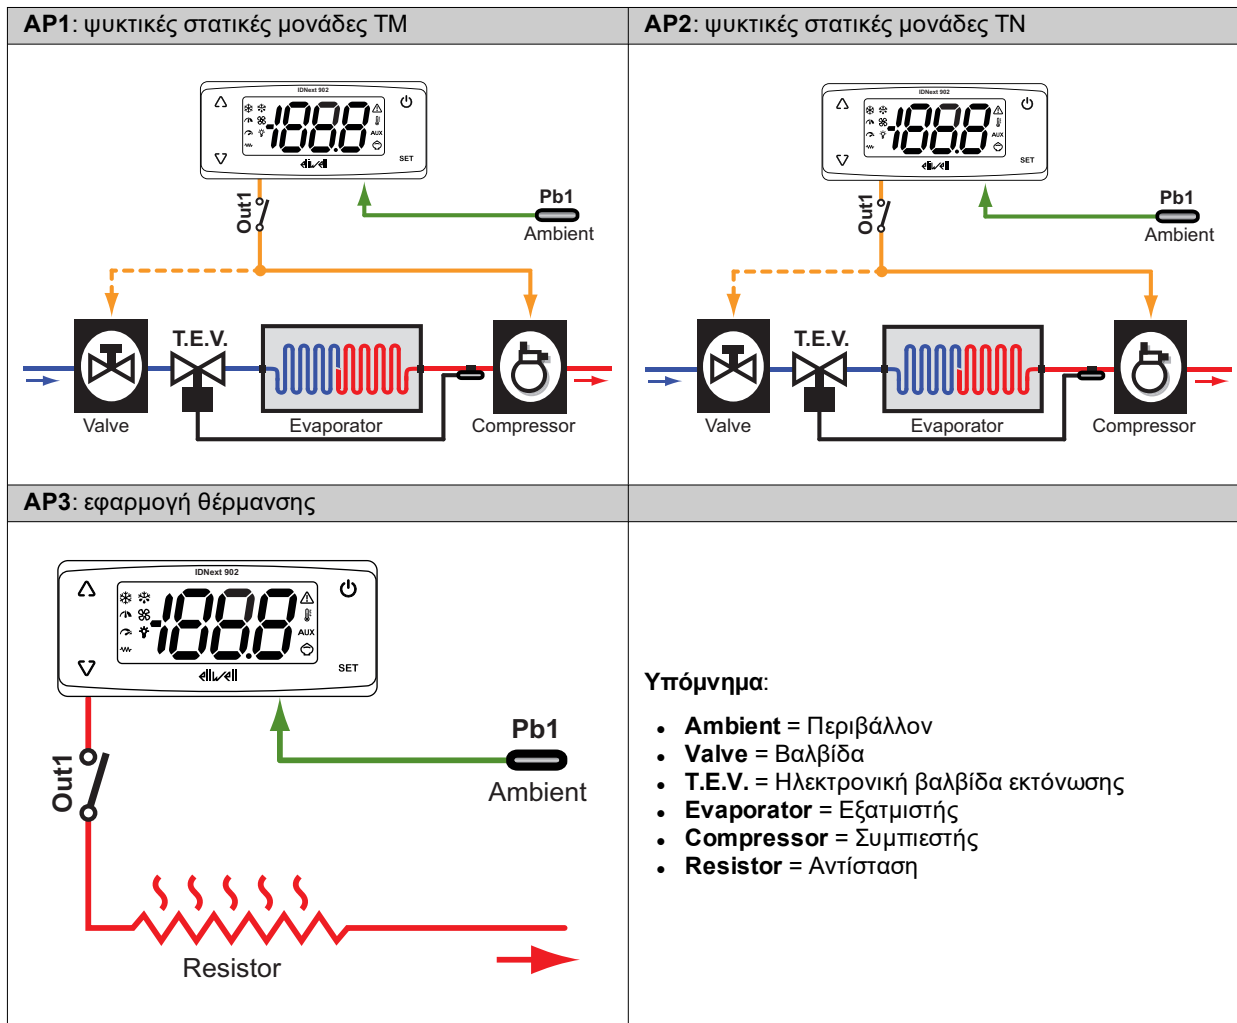 AP1: ψυκτικές στατικές μονάδες TM
IDNext 902
188.8
AUX
SET
eliwell
Out1
Pb1
Ambient
T.E.V.
Valve
Evaporator
Compressor
AP2: ψυκτικές στατικές μονάδες TN
IDNext 902
188.8
AUX
SET
eliwell
Out1
Pb1
Ambient
T.E.V.
Valve
Evaporator
Compressor
AP3: εφαρμογή θέρμανσης
IDNext 902
188.8
AUX
SET
eliwell
Out1
Pb1
Ambient
Resistor
Υπόμνημα:
• Ambient = Περιβάλλον
• Valve = Βαλβίδα
• T.E.V. = Ηλεκτρονική βαλβίδα εκτόνωσης
• Evaporator = Εξατμιστής
• Compressor = Συμπιεστής
• Resistor = Αντίσταση